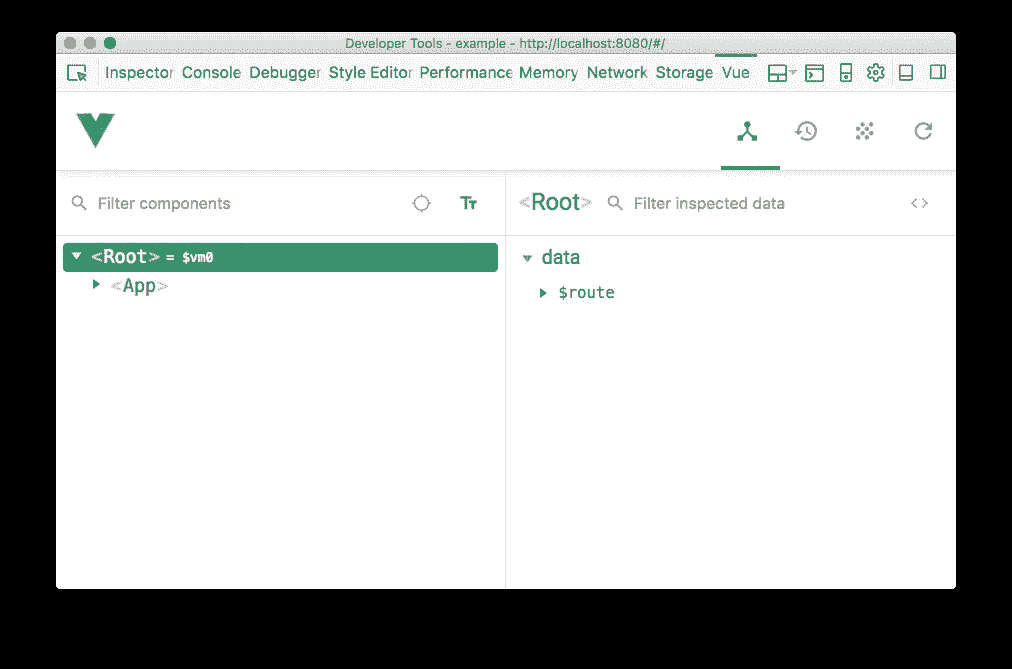 Developer Tools - example - http://localhost:8080/#/
Inspector Console Debugger Style Editor Performance Memory Network Storage Vue
Filter components Tт
<Root> Filter inspected data < >
<Root> = $vm0
<App>
data
$route